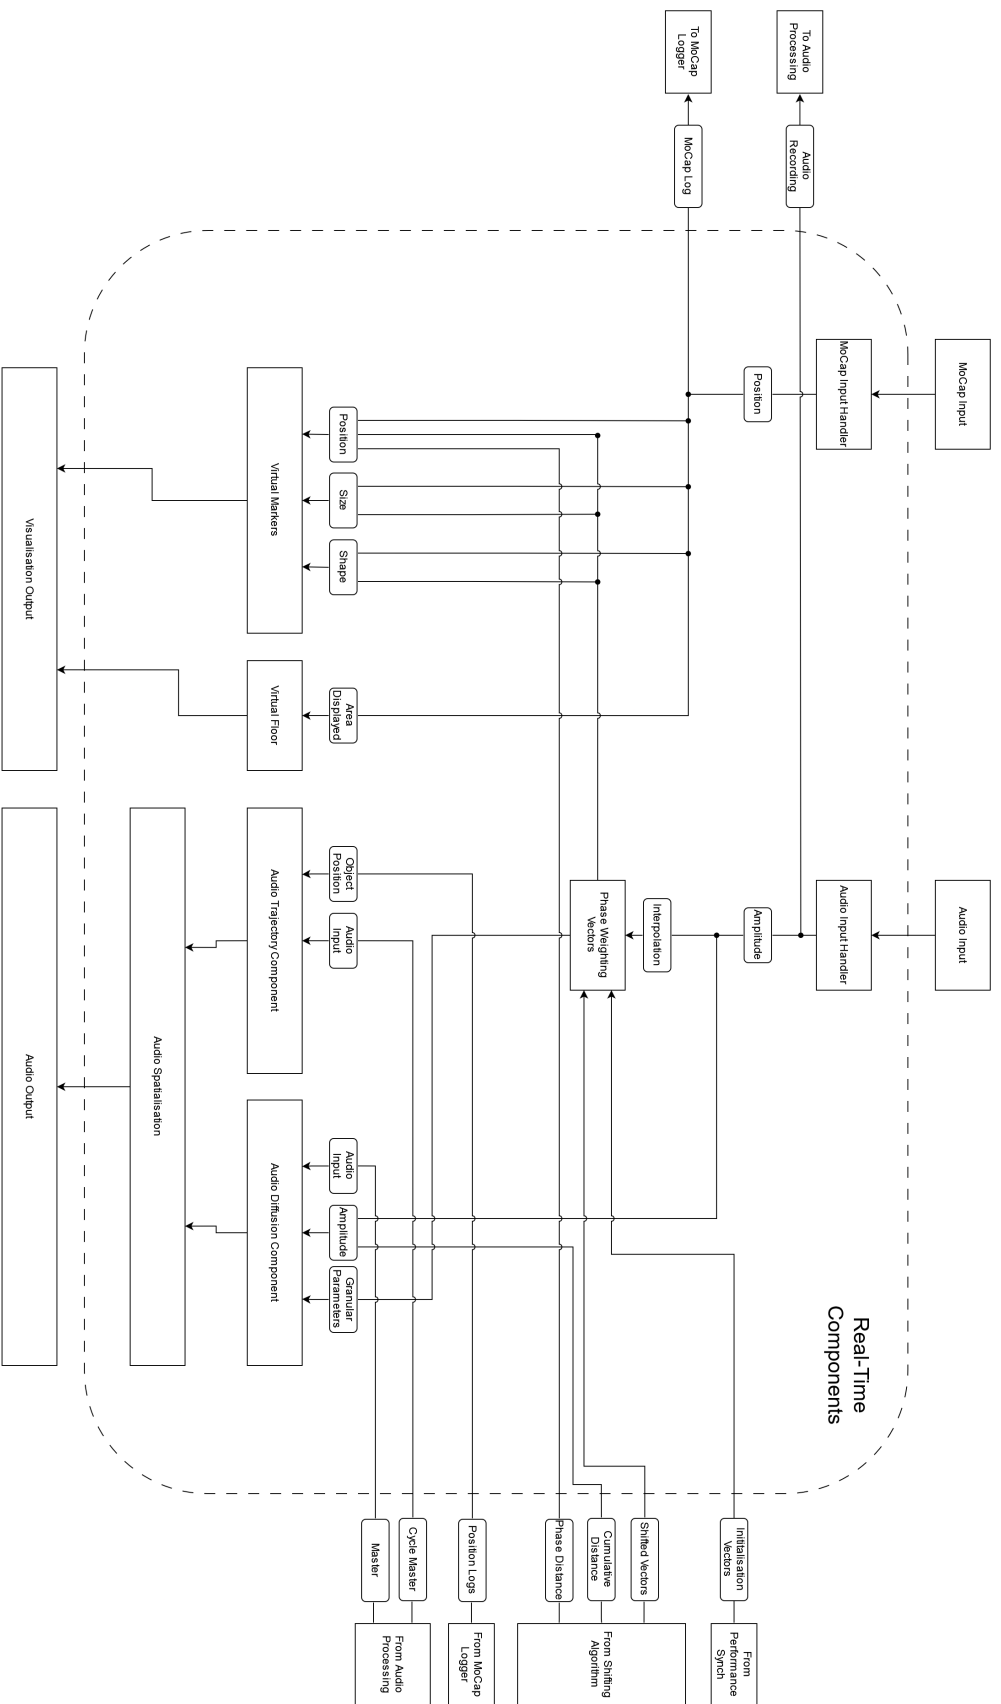 To MoCap
Logger
To Audio
Processing
MoCap Log
Audio
Recording
MoCap Input
MoCap Input Handler
Position
Position
Size
Shape
Virtual Markers
Visualisation Output
Area
Displayed
Virtual Floor
Audio Input
Audio Input Handler
Amplitude
Interpolation
Phase Weighting
Vectors
Object
Position
Audio
Input
Audio Trajectory Component
Audio
Input
Amplitude
Granular
Parameters
Audio Diffusion Component
Audio Spatialisation
Audio Output
Real-Time
Components
Inititalisation
Vectors
From
Performance
Synch
Shifted Vectors
Cumulative
Distance
Phase Distance
From Shifting
Algorithm
Position Logs
From MoCap
Logger
Cycle Master
Master
From Audio
Processing